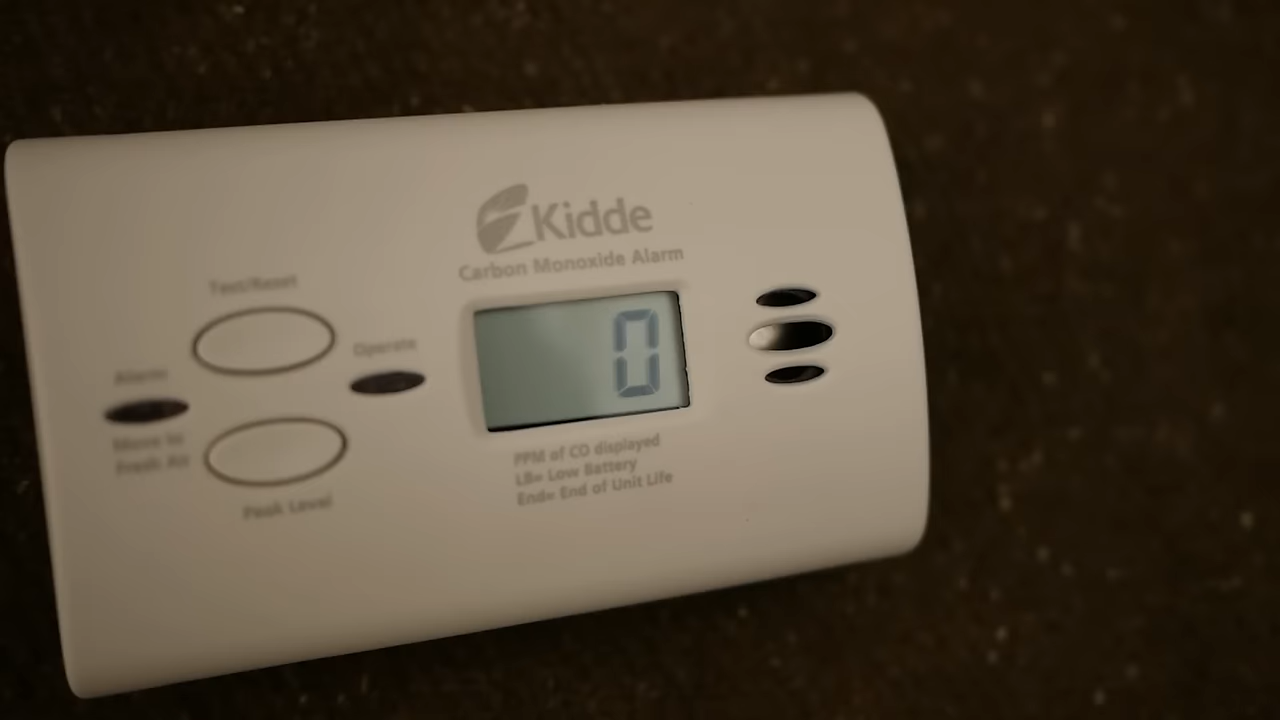 Kidde
Carbon Monoxide Alarm
Test/Reset
Operate
0
Alarm
Move to
Fresh Air
PPM of CO displayed
LB= Low Battery
End= End of Unit Life
Peak Level